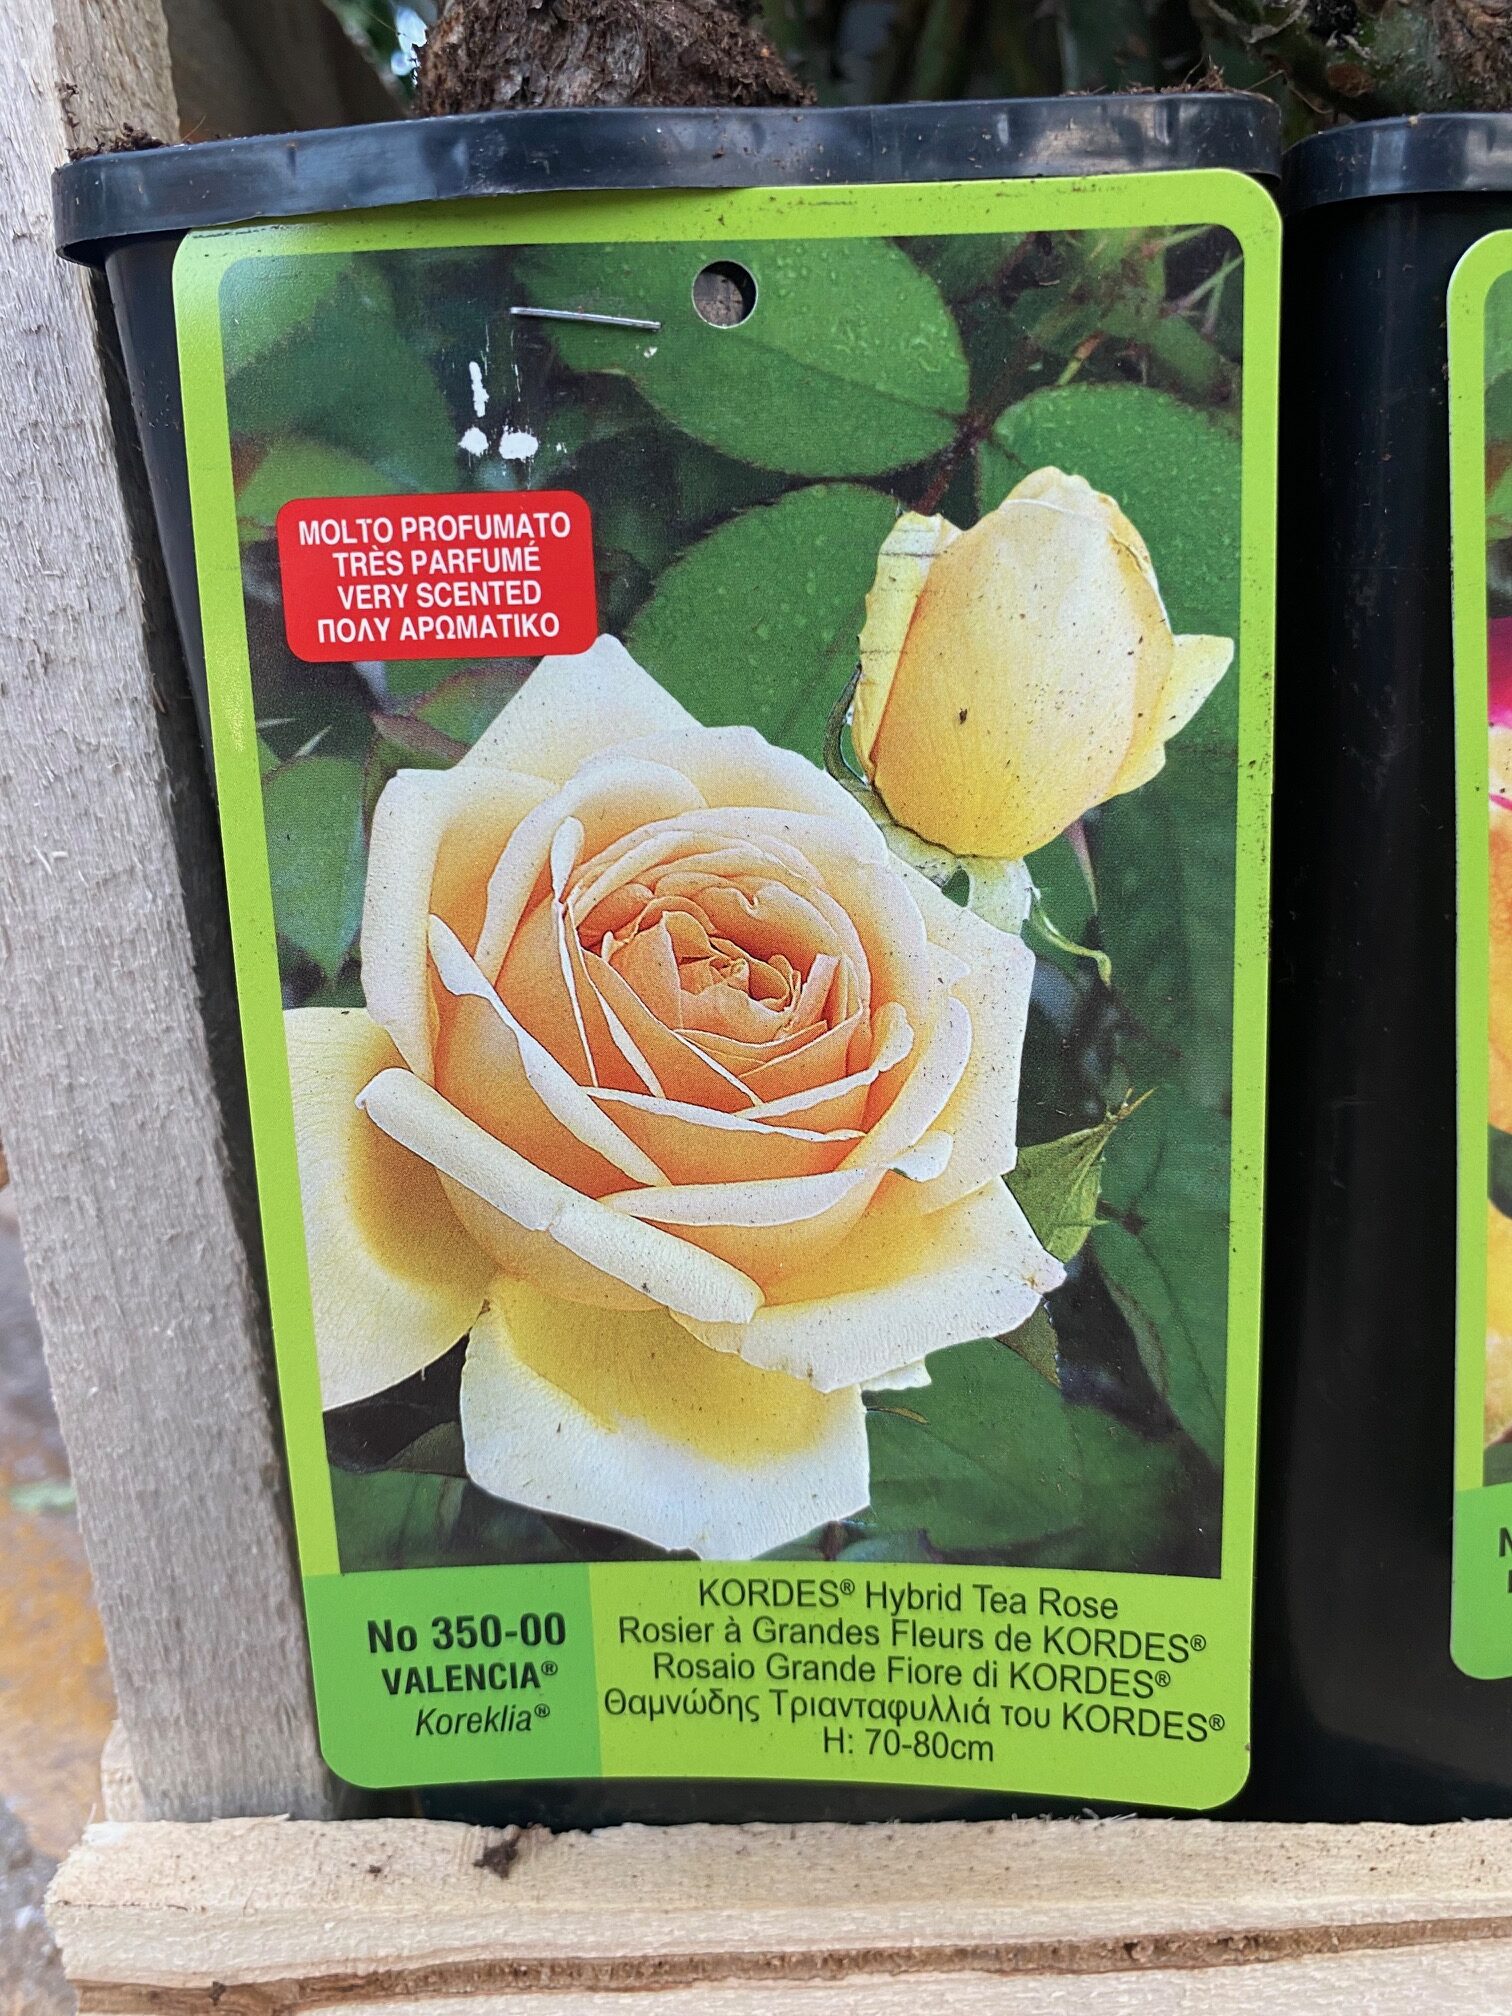 MOLTO PROFUMATO
TRÈS PARFUMÉ
VERY SCENTED
ΠΟΛΥ ΑΡΩΜΑΤΙΚΟ
No 350-00
VALENCIA®
Koreklia®
KORDES® Hybrid Tea Rose
Rosier à Grandes Fleurs de KORDES®
Rosaio Grande Fiore di KORDES®
Θαμνώδης Τριανταφυλλιά του KORDES®
H: 70-80cm